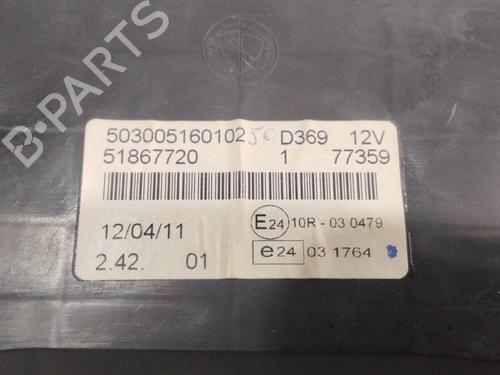 503005160102 5c D369 12V
51867720 1 77359
12/04/11 E24 10R - 03 0479
2.42. 01 e24 03 1764
B-PARTS